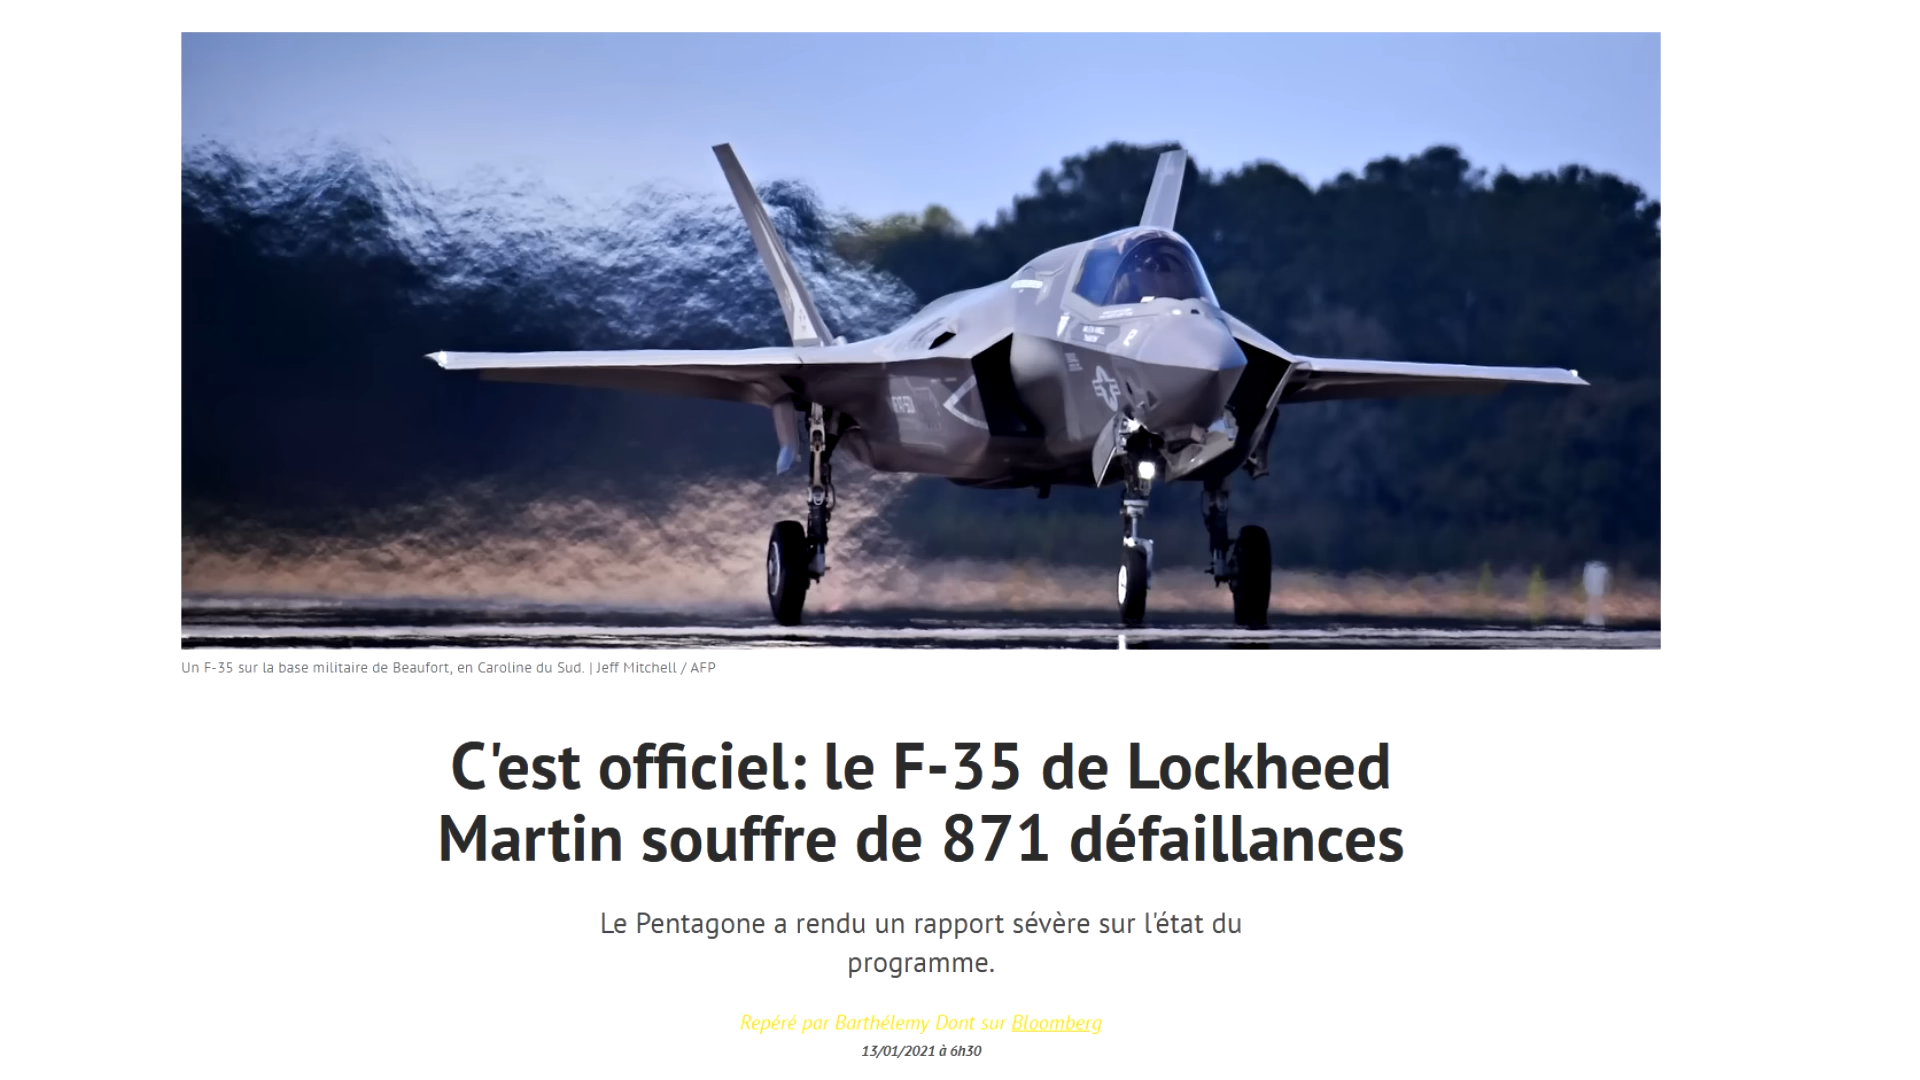 Un F-35 sur la base militaire de Beaufort, en Caroline du Sud. | Jeff Mitchell / AFP
C'est officiel: le F-35 de Lockheed
Martin souffre de 871 défaillances
Le Pentagone a rendu un rapport sévère sur l'état du
programme.
Repéré par Barthélemy Dont sur Bloomberg
13/01/2021 à 6h30